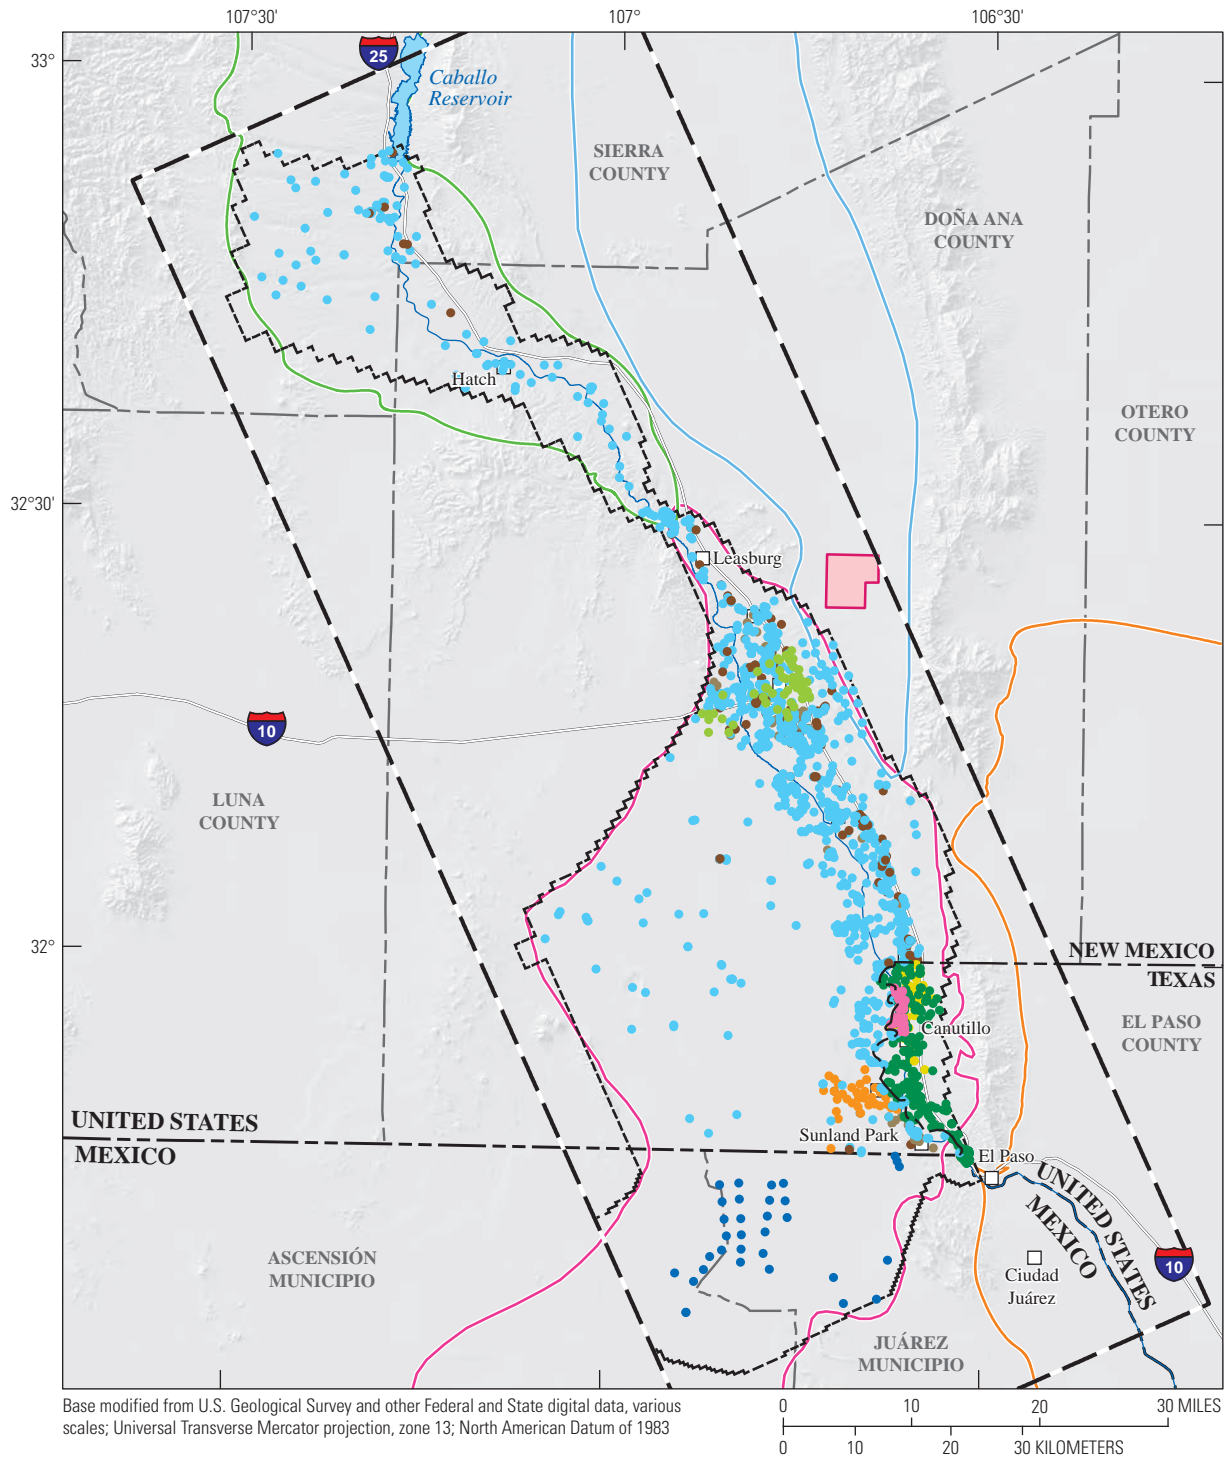 107°30'
107°
106°30'
33°
25
Caballo
Reservoir
SIERRA
COUNTY
DOÑA ANA
COUNTY
Hatch
OTERO
COUNTY
32°30'
Leasburg
10
LUNA
COUNTY
32°
NEW MEXICO
TEXAS
Canutillo
EL PASO
COUNTY
UNITED STATES
MEXICO
Sunland Park
El Paso
UNITED STATES
MEXICO
ASCENSIÓN
MUNICIPIO
10
Ciudad
Juárez
JUÁREZ
MUNICIPIO
Base modified from U.S. Geological Survey and other Federal and State digital data, various
scales; Universal Transverse Mercator projection, zone 13; North American Datum of 1983
0 10 20 30 MILES
0 10 20 30 KILOMETERS